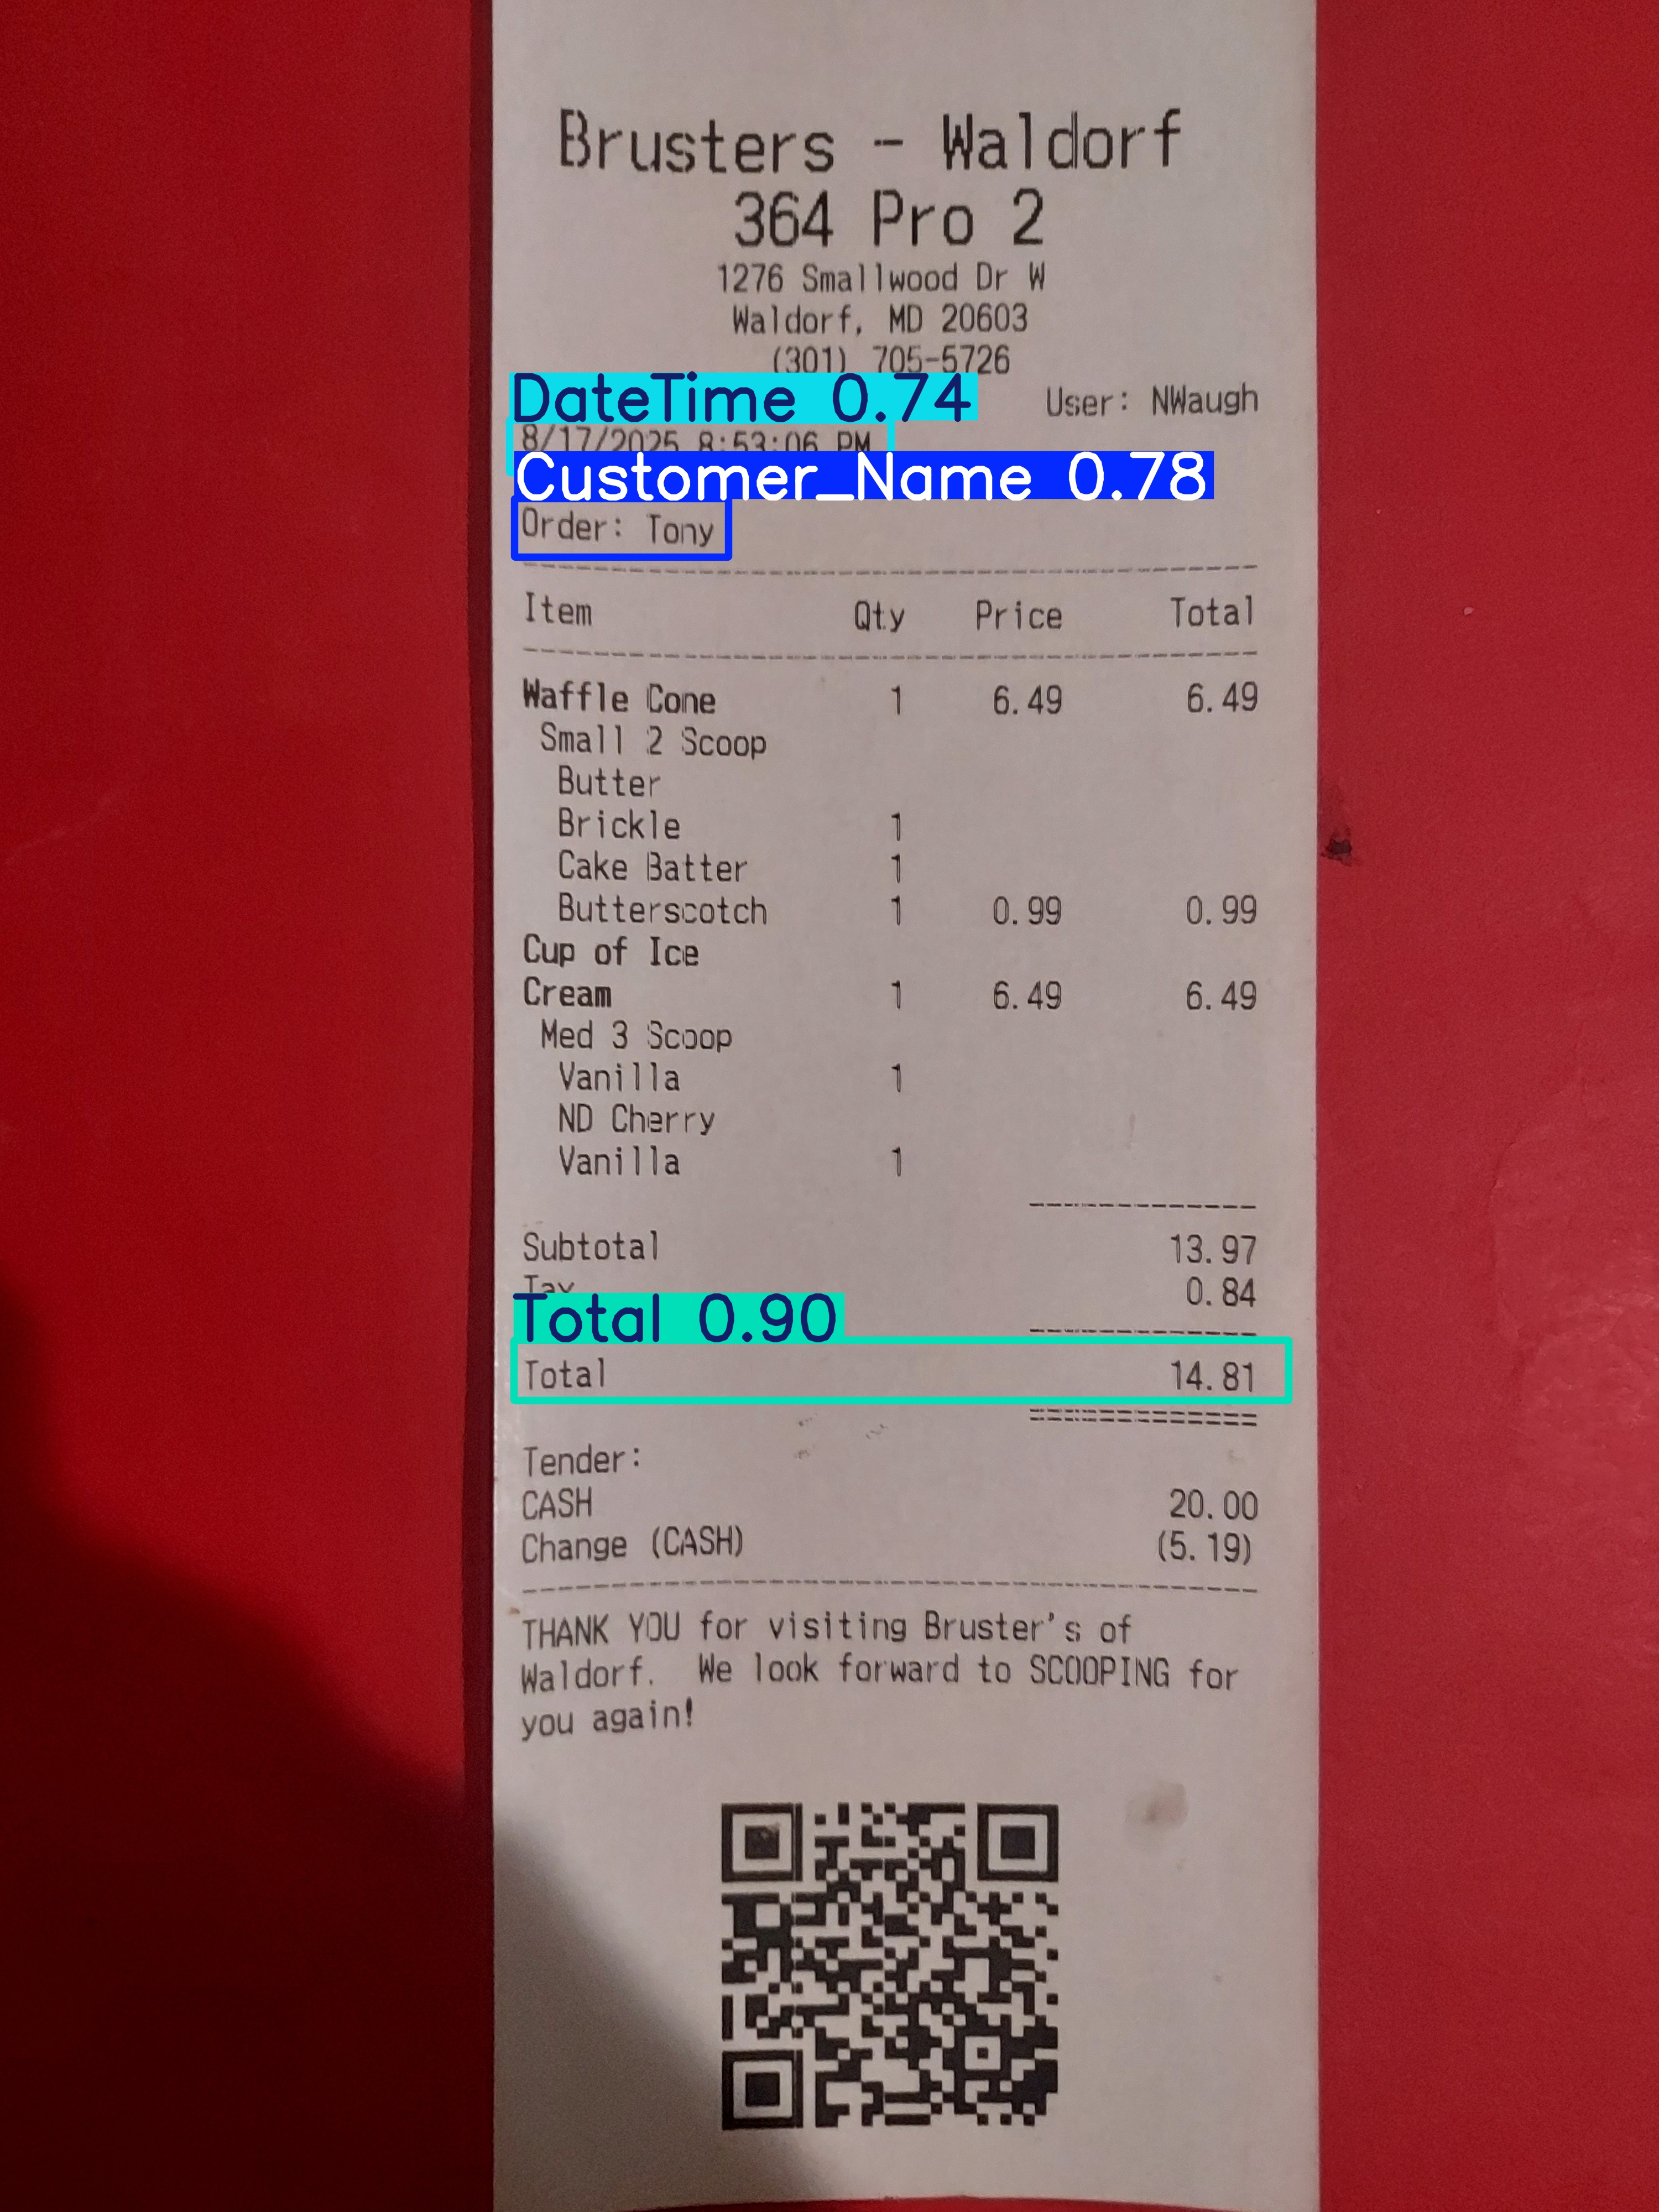 Brusters - Waldorf
364 Pro 2
1276 Smallwood Dr W
Waldorf, MD 20603
(301) 705-5726
DateTime 0.74 User: NWaugh
8/17/2025 8:53:06 PM
Customer_Name 0.78
Order: Tony
Item Qty Price Total
Waffle Cone 1 6.49 6.49
Small 2 Scoop
Butter
Brickle 1
Cake Batter 1
Butterscotch 1 0.99 0.99
Cup of Ice
Cream 1 6.49 6.49
Med 3 Scoop
Vanilla 1
ND Cherry
Vanilla 1
Subtotal 13.97
Tax 0.84
Total 0.90
Total 14.81
Tender:
CASH 20.00
Change (CASH) (5.19)
THANK YOU for visiting Bruster's of
Waldorf. We look forward to SCOOPING for
you again!